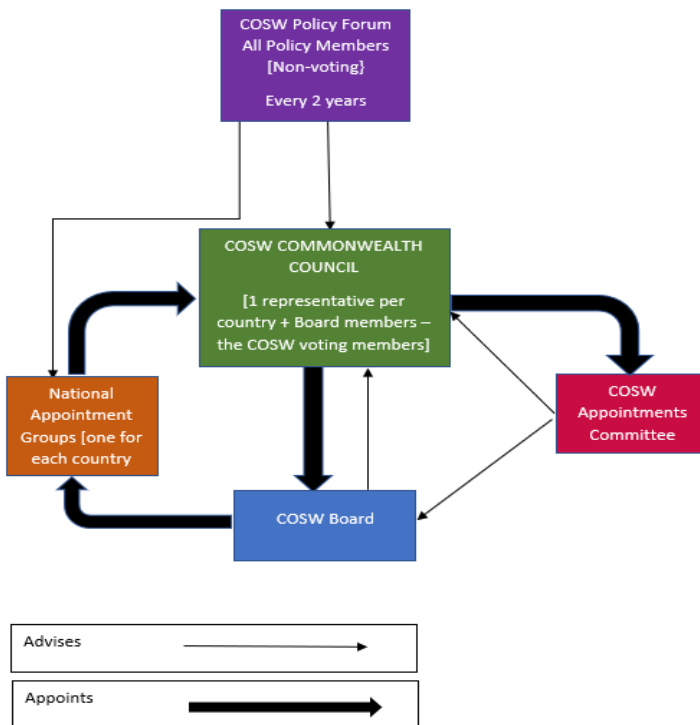 COSW Policy Forum
All Policy Members
[Non-voting}
Every 2 years
COSW COMMONWEALTH
COUNCIL
[1 representative per
country + Board members –
the COSW voting members]
National
Appointment
Groups [one for
each country
COSW
Appointments
Committee
COSW Board
Advises
Appoints